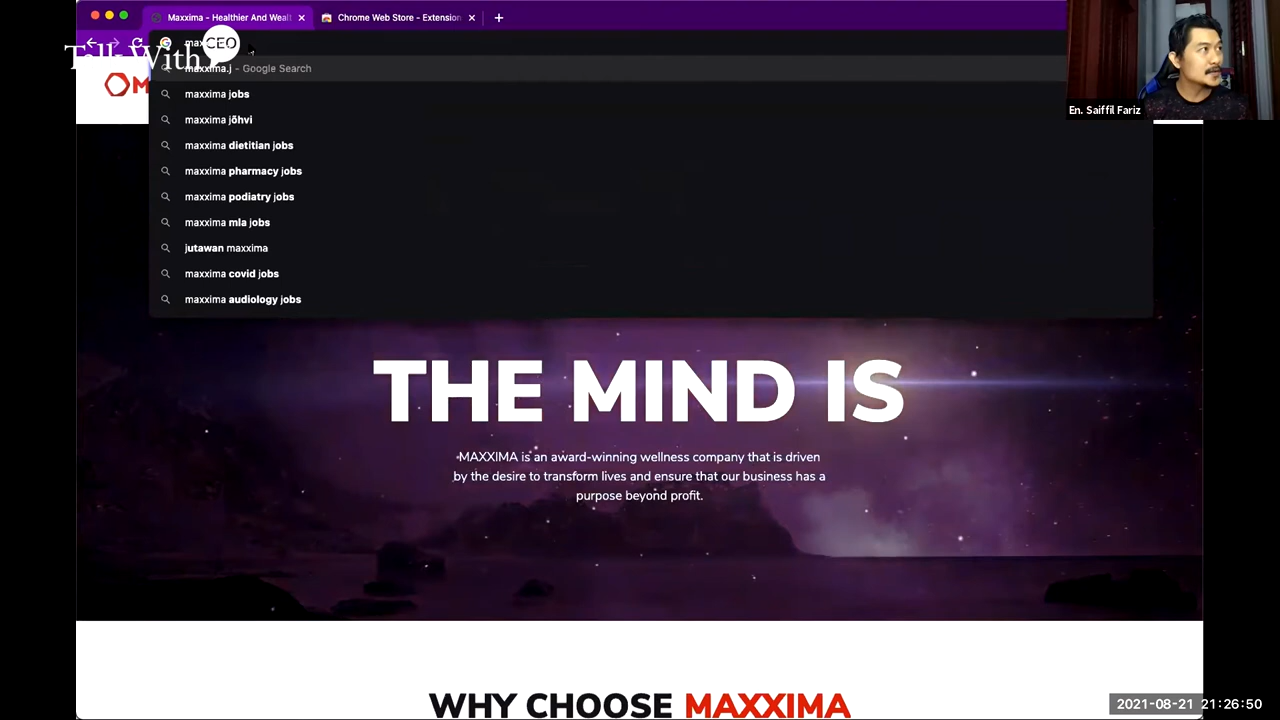 Maxxima - Healthier And Wealt
Chrome Web Store - Extension
Talk With CEO
maxxima.j - Google Search
maxxima jobs
maxxima jõhvi
maxxima dietitian jobs
maxxima pharmacy jobs
maxxima podiatry jobs
maxxima mla jobs
jutawan maxxima
maxxima covid jobs
maxxima audiology jobs
En. Saiffil Fariz
THE MIND IS
MAXXIMA is an award-winning wellness company that is driven
by the desire to transform lives and ensure that our business has a
purpose beyond profit.
WHY CHOOSE MAXXIMA
2021-08-21 21:26:50